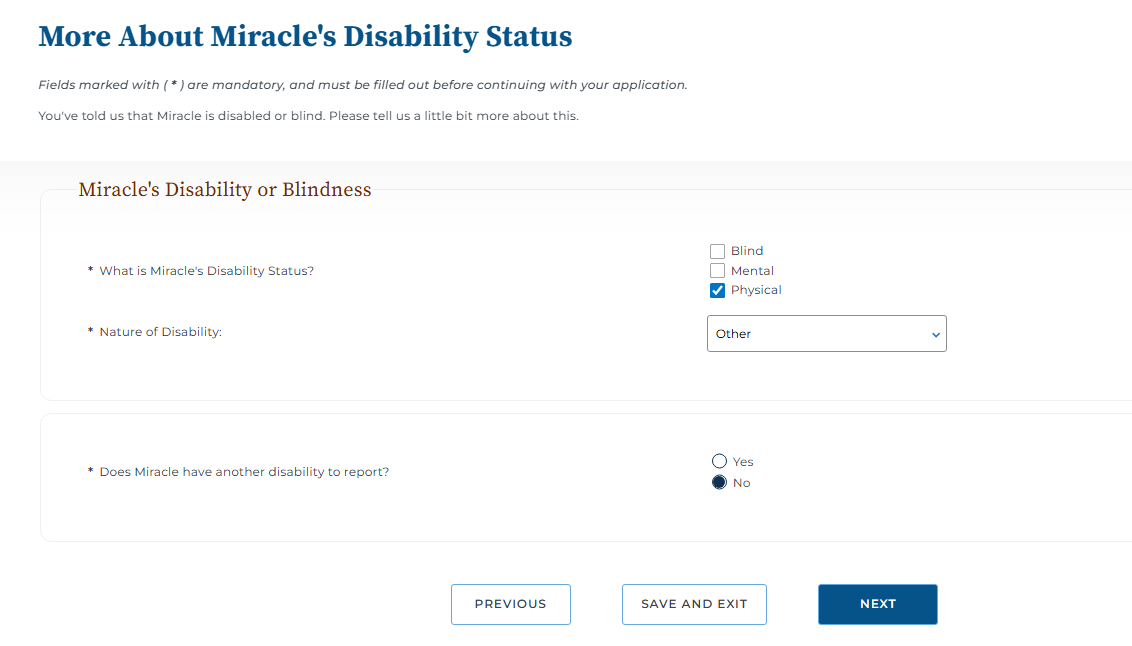 More About Miracle's Disability Status
Fields marked with ( * ) are mandatory, and must be filled out before continuing with your application.
You've told us that Miracle is disabled or blind. Please tell us a little bit more about this.
Miracle's Disability or Blindness
* What is Miracle's Disability Status?
Blind
Mental
Physical
* Nature of Disability:
Other
* Does Miracle have another disability to report?
Yes
No
PREVIOUS
SAVE AND EXIT
NEXT